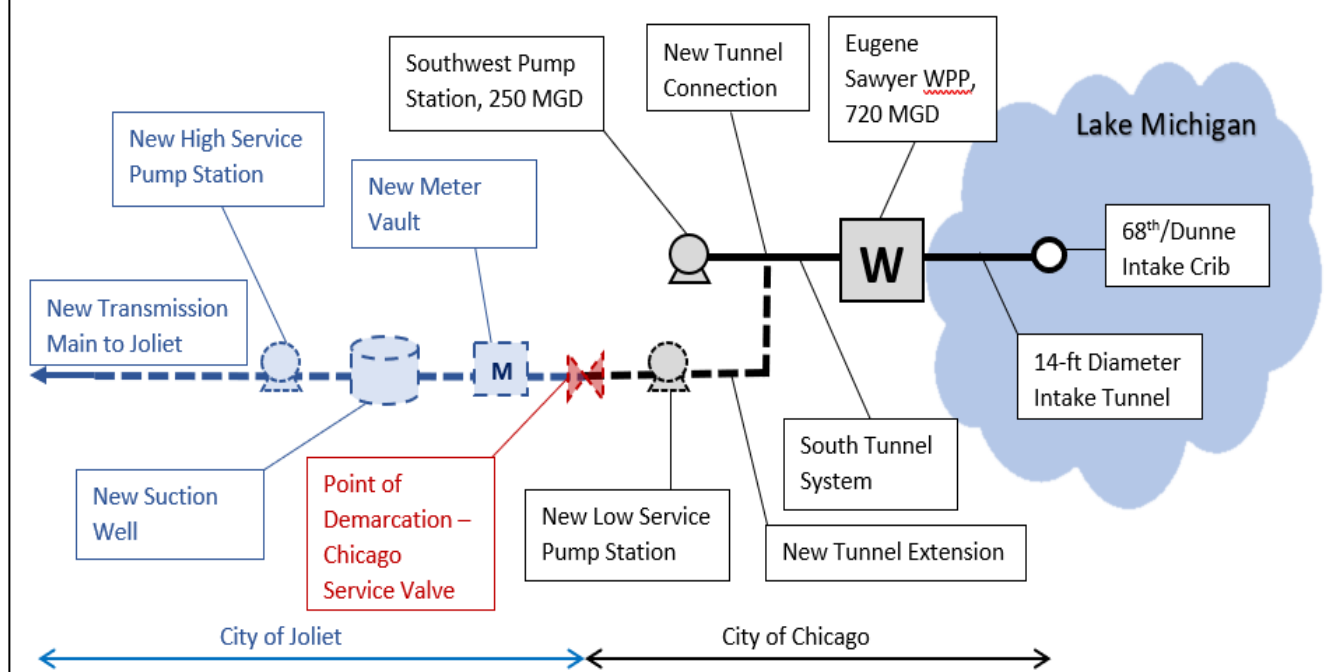 Southwest Pump
Station, 250 MGD
New Tunnel
Connection
Eugene
Sawyer WPP,
720 MGD
Lake Michigan
New High Service
Pump Station
New Meter
Vault
68th/Dunne
Intake Crib
W
New Transmission
Main to Joliet
M
14-ft Diameter
Intake Tunnel
South Tunnel
System
New Suction
Well
Point of
Demarcation –
Chicago
Service Valve
New Low Service
Pump Station
New Tunnel Extension
City of Joliet
City of Chicago